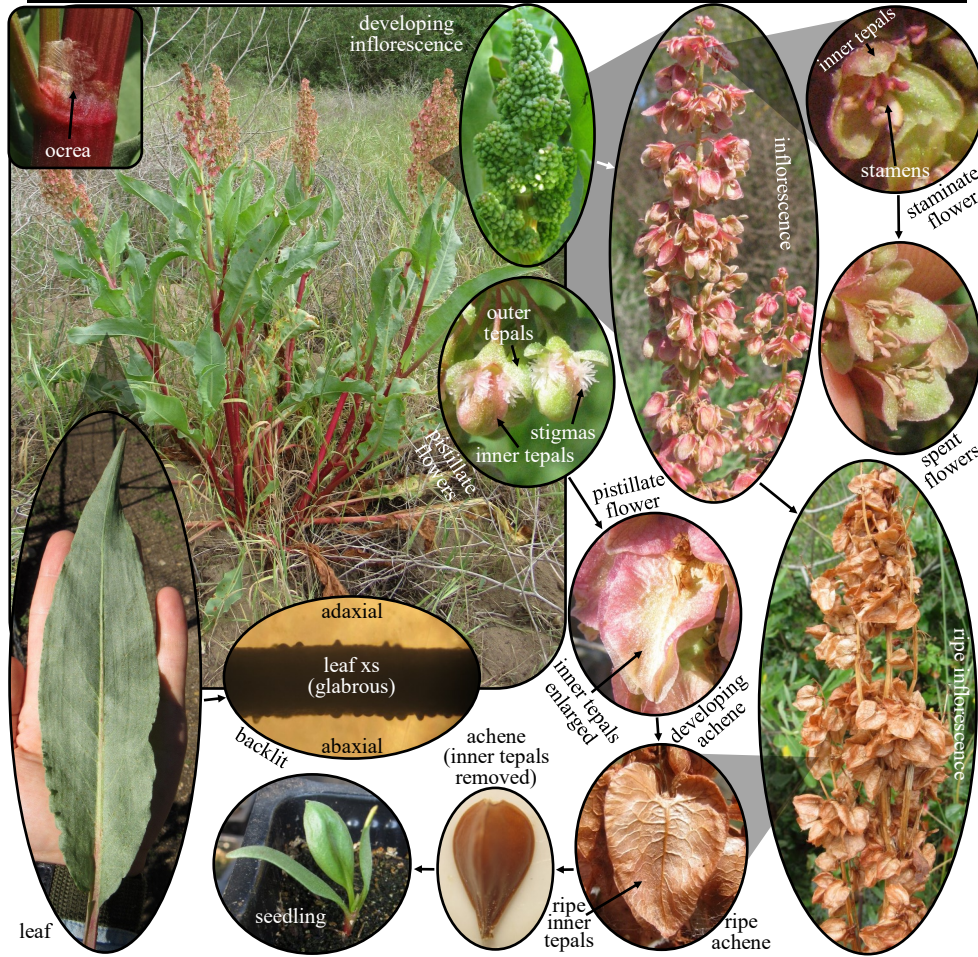 developing
inflorescence
inner tepals
ocrea
stamens
inflorescence
staminate
flower
outer
tepals
stigmas
inner tepals
pistillate
flowers
spent
flowers
pistillate
flower
adaxial
leaf xs
(glabrous)
abaxial
backlit
inner tepals
enlarged
developing
achene
ripe inflorescence
achene
(inner tepals
removed)
seedling
ripe
inner
tepals
ripe
achene
leaf